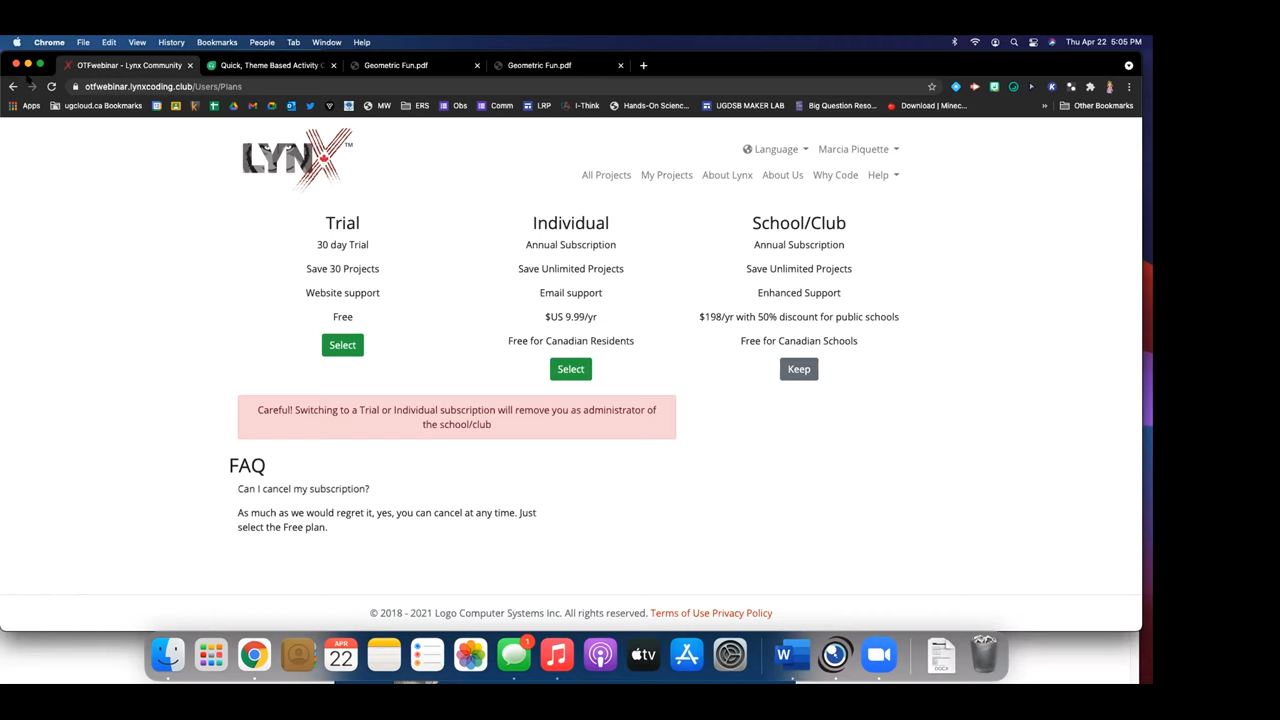 Chrome File Edit View History Bookmarks People Tab Window Help Thu Apr 22 5:05 PM
OTFwebinar - Lynx Community Quick, Theme Based Activity C Geometric Fun.pdf Geometric Fun.pdf
otfwebinar.lynxcoding.club/Users/Plans
Apps ugcloud.ca Bookmarks MW ERS Obs Comm LRP I-Think Hands-On Scienc... UGDSB MAKER LAB Big Question Reso... Download | Minec... Other Bookmarks
LYNX TM
Language Marcia Piquette
All Projects My Projects About Lynx About Us Why Code Help
Trial Individual School/Club
30 day Trial Annual Subscription Annual Subscription
Save 30 Projects Save Unlimited Projects Save Unlimited Projects
Website support Email support Enhanced Support
Free $US 9.99/yr $198/yr with 50% discount for public schools
Free for Canadian Residents Free for Canadian Schools
Select Select Keep
Careful! Switching to a Trial or Individual subscription will remove you as administrator of
the school/club
FAQ
Can I cancel my subscription?
As much as we would regret it, yes, you can cancel at any time. Just
select the Free plan.
© 2018 - 2021 Logo Computer Systems Inc. All rights reserved. Terms of Use Privacy Policy
APR
22
1
tv
W
DOCX